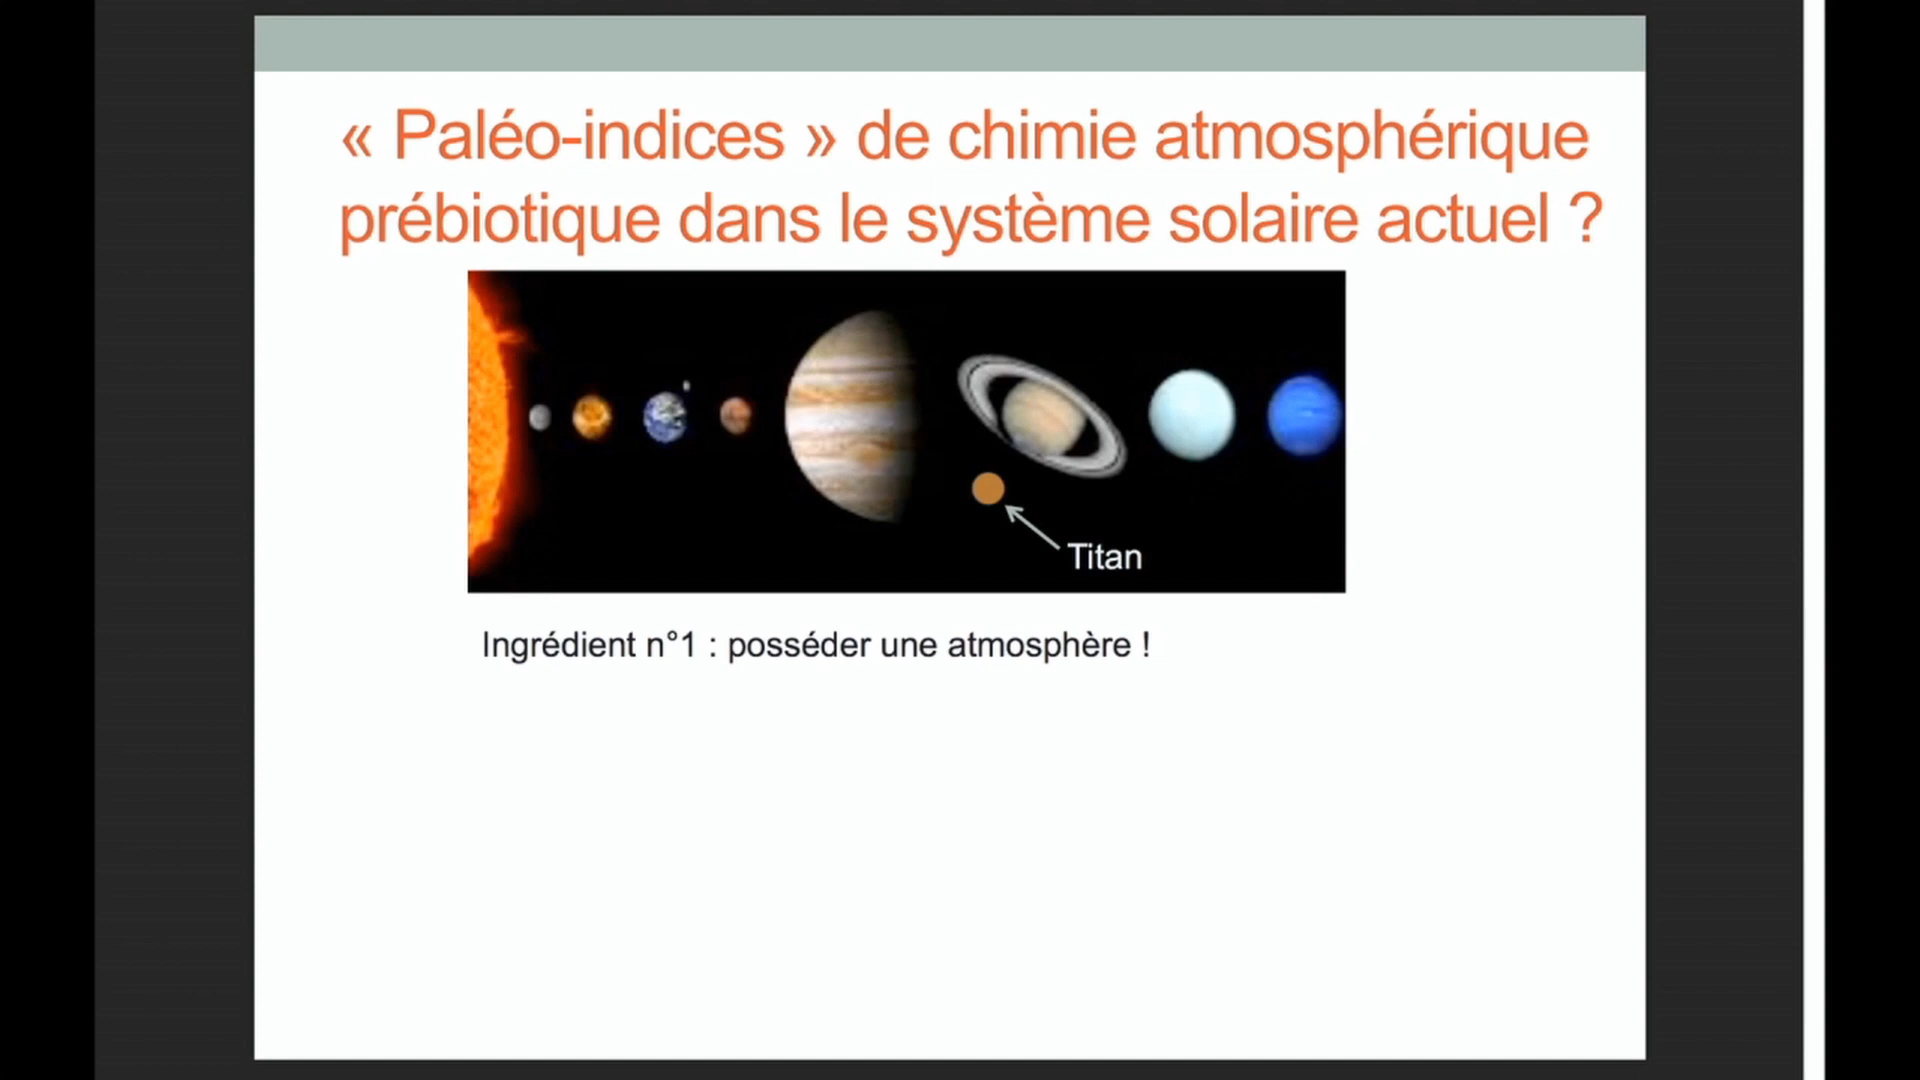 « Paléo-indices » de chimie atmosphérique
prébiotique dans le système solaire actuel ?
Titan
Ingrédient n°1 : posséder une atmosphère !